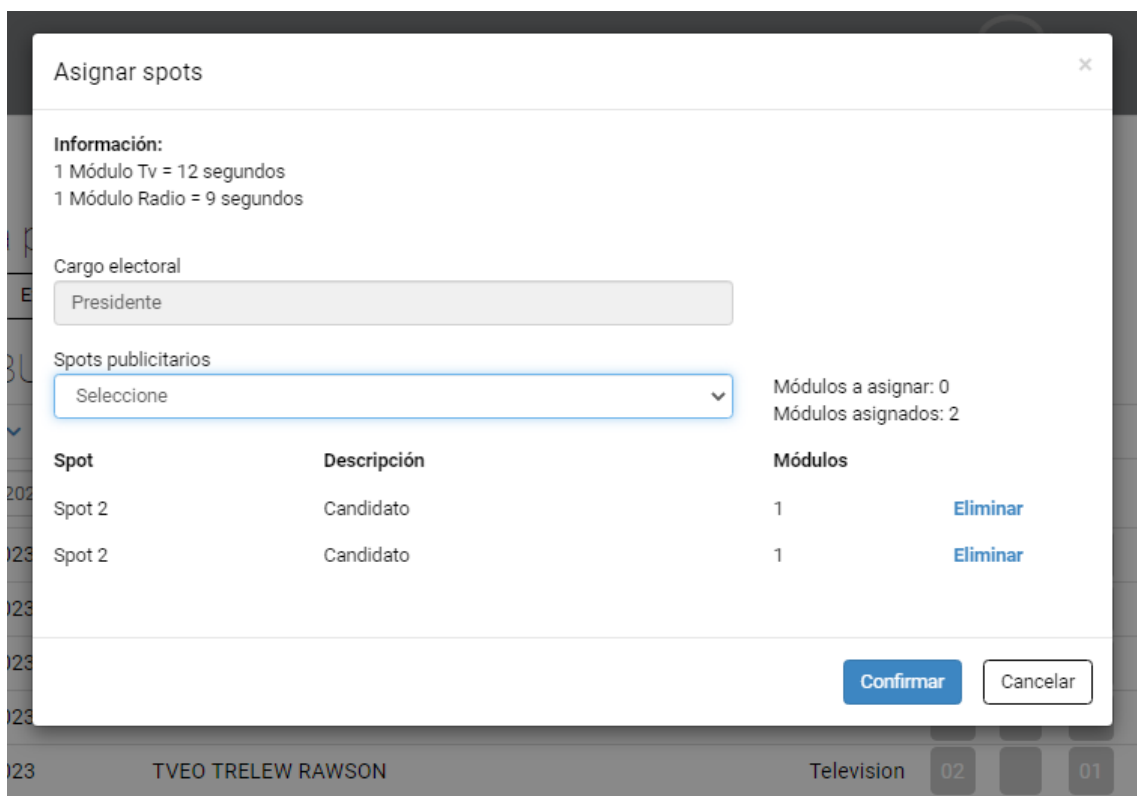 Asignar spots ×
Información:
1 Módulo Tv = 12 segundos
1 Módulo Radio = 9 segundos
Cargo electoral
Presidente
Spots publicitarios
Seleccione
Módulos a asignar: 0
Módulos asignados: 2
Spot Descripción Módulos
Spot 2 Candidato 1 Eliminar
Spot 2 Candidato 1 Eliminar
Confirmar Cancelar
023 TVEO TRELEW RAWSON Television 02 01